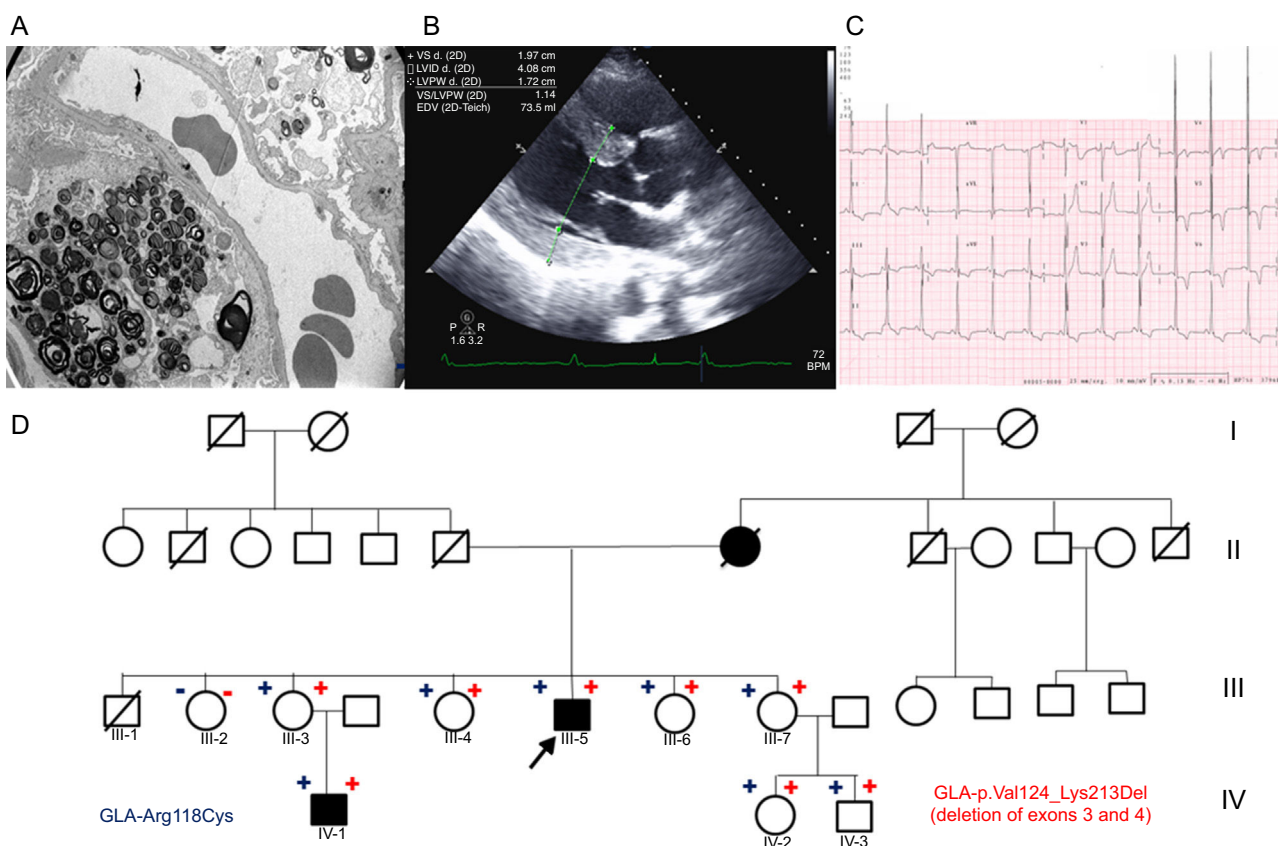 A
B
C
+ VS d. (2D) 1.97 cm
LVID d. (2D) 4.08 cm
LVPW d. (2D) 1.72 cm
VS/LVPW (2D) 1.14
EDV (2D-Teich) 73.5 ml
G
P R
1.6 3.2
72
BPM
aVR V1 V4
II aVL V2 V5
III aVF V3 V6
II
D
I
II
III
+ +
- -
+ +
+ +
+ +
+ +
+ +
III-1
III-2
III-3
III-4
III-5
III-6
III-7
+ +
+ +
+ +
GLA-Arg118Cys
GLA-p.Val124_Lys213Del
(deletion of exons 3 and 4)
IV
IV-1
IV-2
IV-3